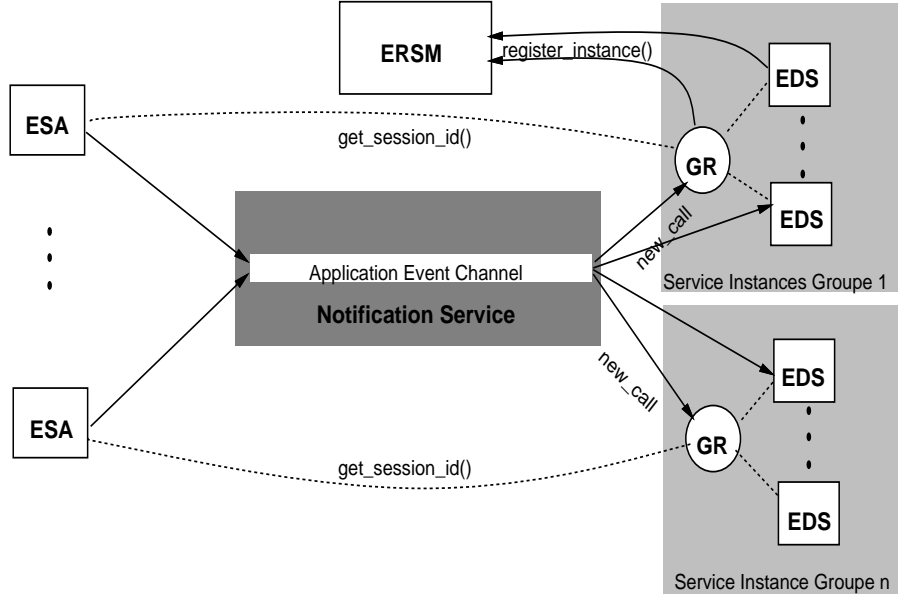 ERSM
register_instance()
EDS
ESA
get_session_id()
GR
EDS
new_call
Application Event Channel
Service Instances Groupe 1
Notification Service
new_call
EDS
ESA
GR
get_session_id()
EDS
Service Instance Groupe n